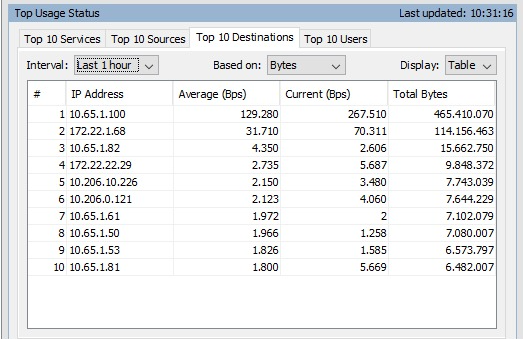 Top Usage Status Last updated: 10:31:16
Top 10 Services Top 10 Sources Top 10 Destinations Top 10 Users
Interval: Last 1 hour Based on: Bytes Display: Table
# IP Address Average (Bps) Current (Bps) Total Bytes
1 10.65.1.100 129.280 267.510 465.410.070
2 172.22.1.68 31.710 70.311 114.156.463
3 10.65.1.82 4.350 2.606 15.662.750
4 172.22.22.29 2.735 5.687 9.848.372
5 10.206.10.226 2.150 3.480 7.743.039
6 10.206.0.121 2.123 4.060 7.644.229
7 10.65.1.61 1.972 2 7.102.079
8 10.65.1.50 1.966 1.258 7.080.007
9 10.65.1.53 1.826 1.585 6.573.797
10 10.65.1.81 1.800 5.669 6.482.007